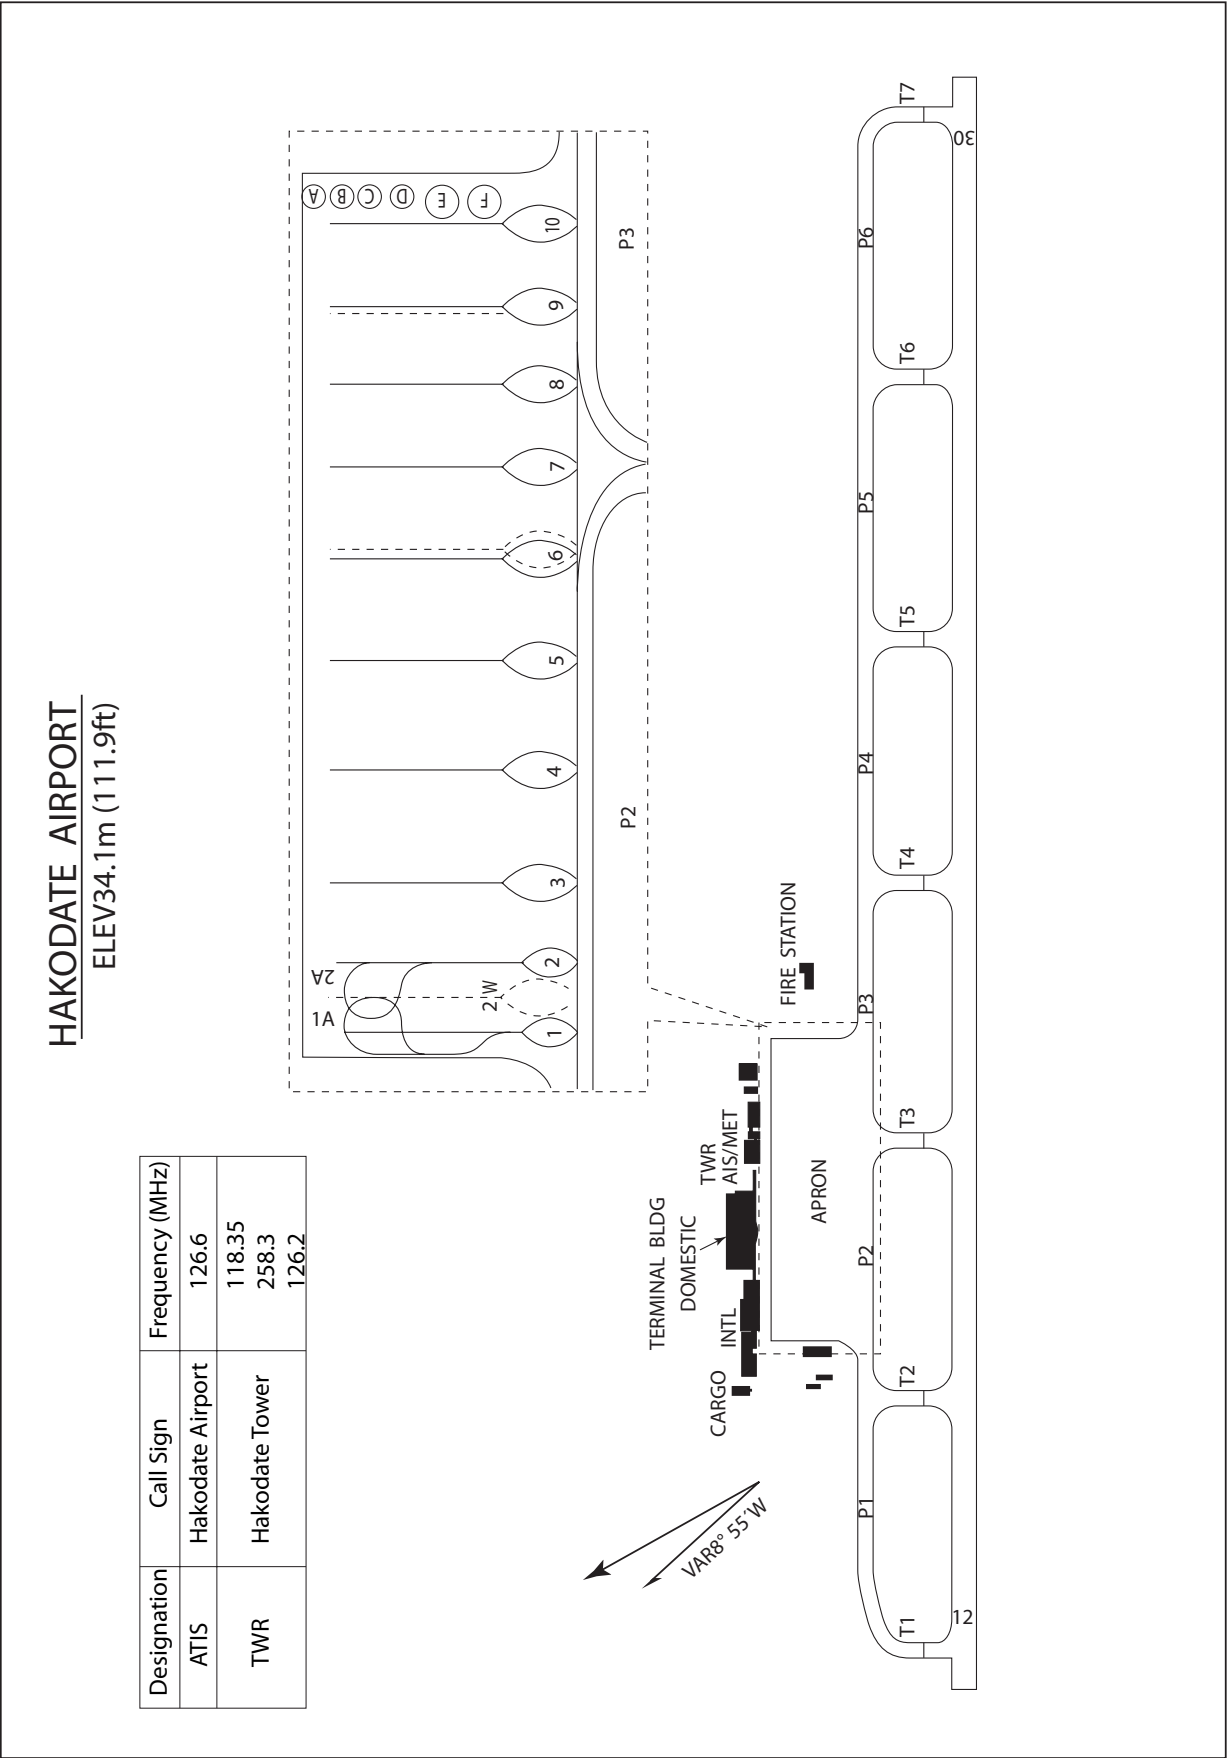 HAKODATE AIRPORT
ELEV34.1m (111.9ft)
Designation Call Sign Frequency (MHz)
ATIS Hakodate Airport 126.6
TWR Hakodate Tower 118.35
258.3
126.2
1A 2A
A
B
C
D
E
F
2 W
1 2 3 4 5 6 7 8 9 10
P2 P3
TERMINAL BLDG
DOMESTIC
TWR
AIS/MET
CARGO
INTL
FIRE STATION
VAR8° 55´W
APRON
P1 P2 P3 P4 P5 P6
T1 T2 T3 T4 T5 T6 T7
12 30